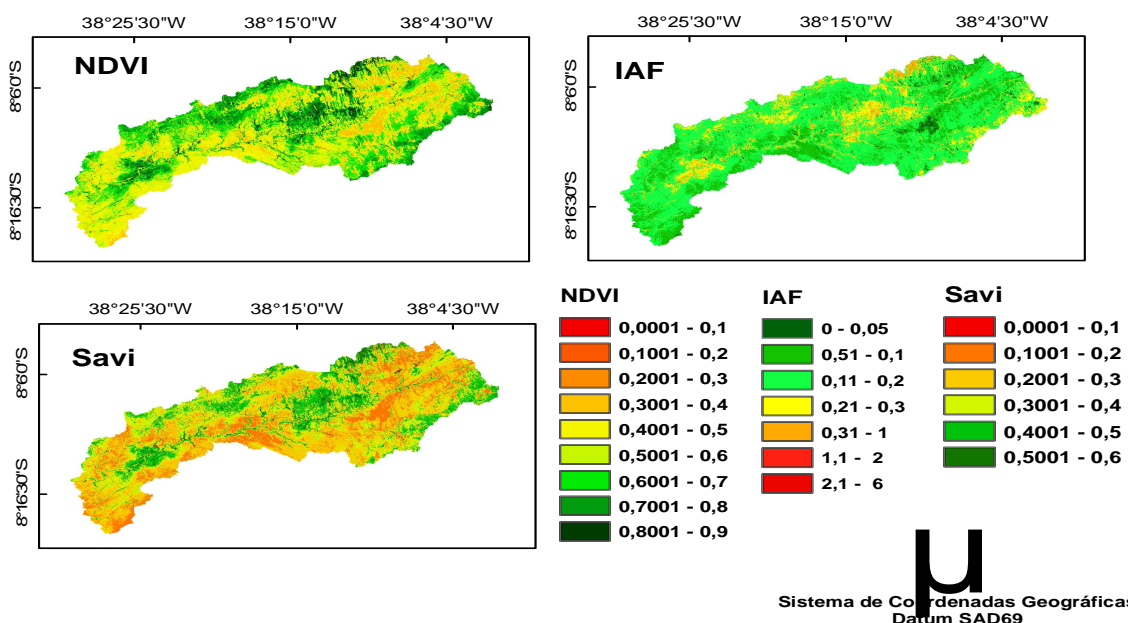 38°25'30"W 38°15'0"W 38°4'30"W
38°25'30"W 38°15'0"W 38°4'30"W
NDVI
IAF
8°6'0"S
8°16'30"S
8°6'0"S
8°16'30"S
38°25'30"W 38°15'0"W 38°4'30"W
Savi
8°6'0"S
8°16'30"S
NDVI
0,0001 - 0,1
0,1001 - 0,2
0,2001 - 0,3
0,3001 - 0,4
0,4001 - 0,5
0,5001 - 0,6
0,6001 - 0,7
0,7001 - 0,8
0,8001 - 0,9
IAF
0 - 0,05
0,51 - 0,1
0,11 - 0,2
0,21 - 0,3
0,31 - 1
1,1 - 2
2,1 - 6
Savi
0,0001 - 0,1
0,1001 - 0,2
0,2001 - 0,3
0,3001 - 0,4
0,4001 - 0,5
0,5001 - 0,6
µ
Sistema de Coordenadas Geográficas
Datum SAD69